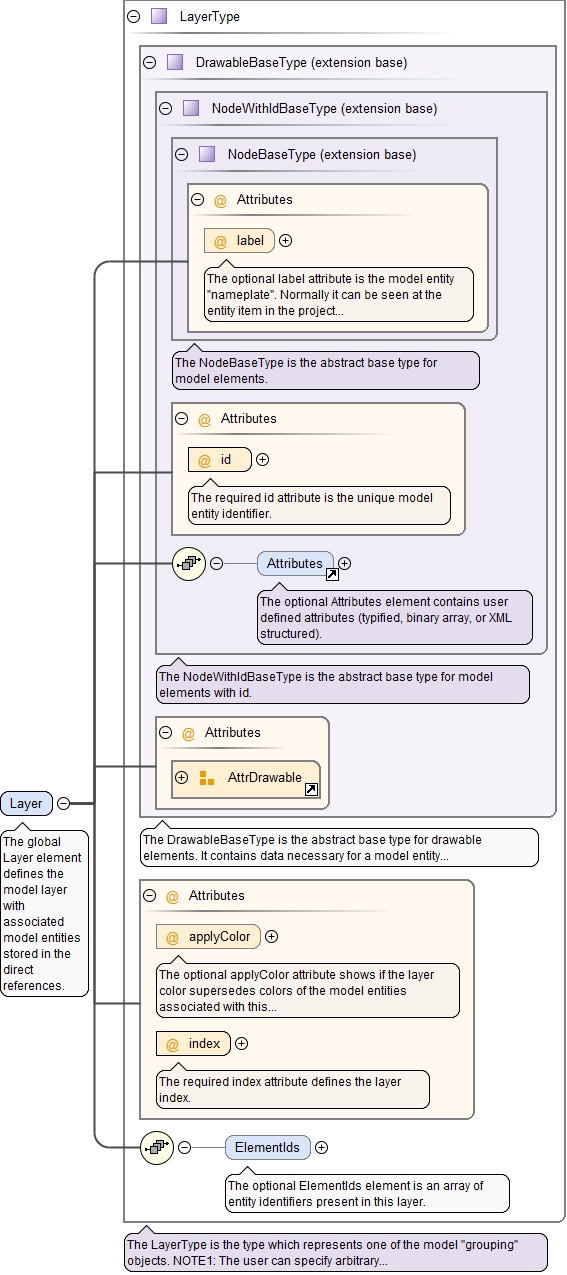 LayerType
DrawableBaseType (extension base)
NodeWithIdBaseType (extension base)
NodeBaseType (extension base)
@ Attributes
@ label
The optional label attribute is the model entity
"nameplate". Normally it can be seen at the
entity item in the project...
The NodeBaseType is the abstract base type for
model elements.
@ Attributes
@ id
The required id attribute is the unique model
entity identifier.
Attributes
The optional Attributes element contains user
defined attributes (typified, binary array, or XML
structured).
The NodeWithIdBaseType is the abstract base type for model
elements with id.
@ Attributes
AttrDrawable
Layer
The global
Layer element
defines the
model layer
with
associated
model entities
stored in the
direct
references.
The DrawableBaseType is the abstract base type for drawable
elements. It contains data necessary for a model entity...
@ Attributes
@ applyColor
The optional applyColor attribute shows if the layer
color supersedes colors of the model entities
associated with this...
@ index
The required index attribute defines the layer
index.
ElementIds
The optional ElementIds element is an array of
entity identifiers present in this layer.
The LayerType is the type which represents one of the model "grouping"
objects. NOTE1: The user can specify arbitrary...